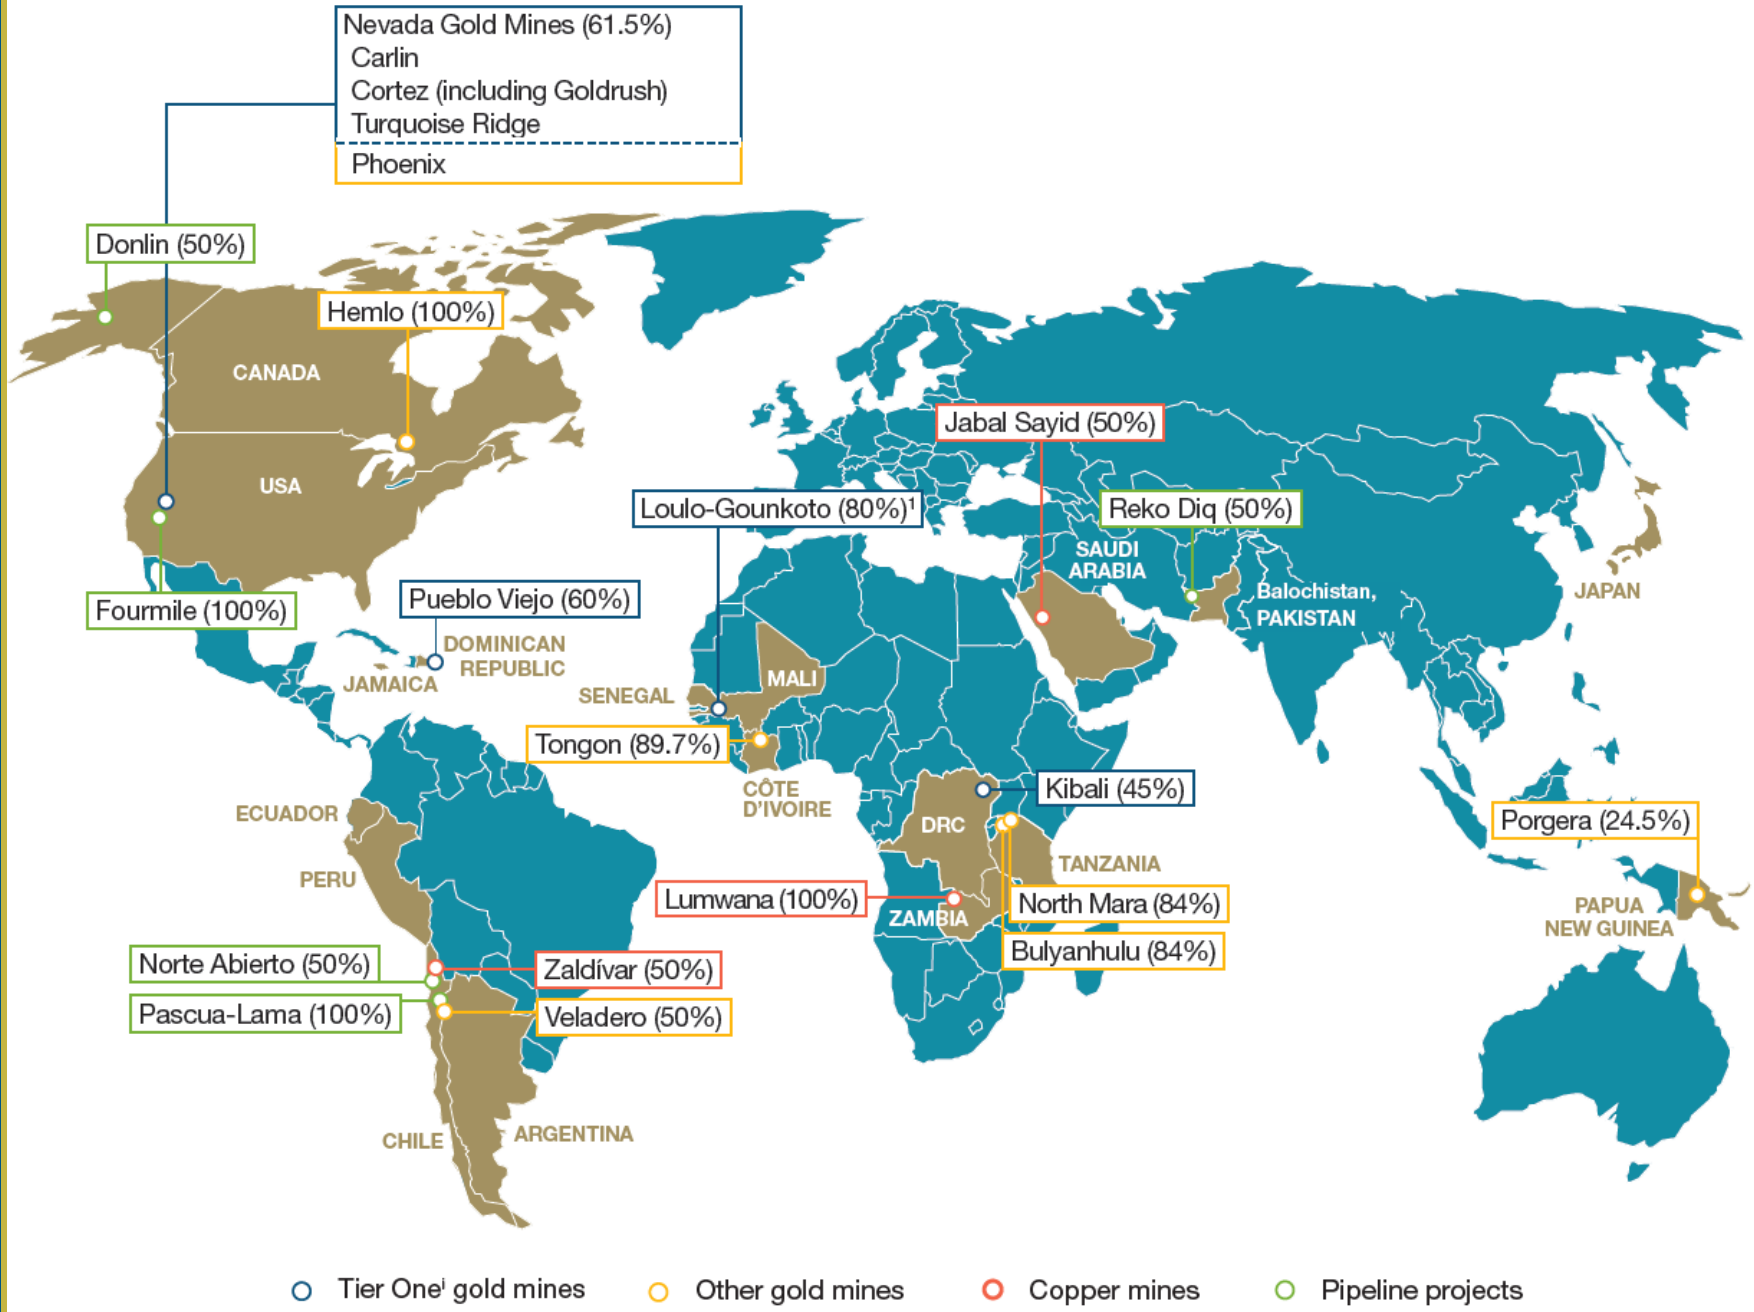 Nevada Gold Mines (61.5%)
Carlin
Cortez (including Goldrush)
Turquoise Ridge
Phoenix
Donlin (50%)
Hemlo (100%)
CANADA
USA
Jabal Sayid (50%)
Loulo-Gounkoto (80%)¹
Reko Diq (50%)
SAUDI
ARABIA
Balochistan,
PAKISTAN
JAPAN
Fourmile (100%)
Pueblo Viejo (60%)
DOMINICAN
REPUBLIC
JAMAICA
SENEGAL
MALI
Tongon (89.7%)
CÔTE
D'IVOIRE
Kibali (45%)
ECUADOR
DRC
Porgera (24.5%)
PERU
TANZANIA
Lumwana (100%)
ZAMBIA
North Mara (84%)
PAPUA
NEW GUINEA
Bulyanhulu (84%)
Norte Abierto (50%)
Zaldívar (50%)
Pascua-Lama (100%)
Veladero (50%)
CHILE
ARGENTINA
Tier Oneⁱ gold mines
Other gold mines
Copper mines
Pipeline projects